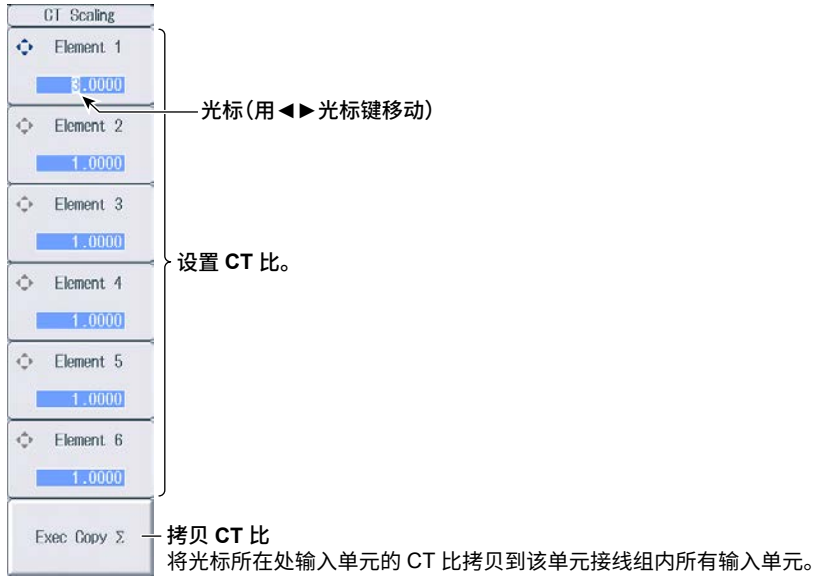 CT Scaling
Element 1
3.0000
光标(用◄►光标键移动)
Element 2
1.0000
Element 3
1.0000
设置 CT 比。
Element 4
1.0000
Element 5
1.0000
Element 6
1.0000
Exec Copy Σ
拷贝 CT 比
将光标所在处输入单元的 CT 比拷贝到该单元接线组内所有输入单元。